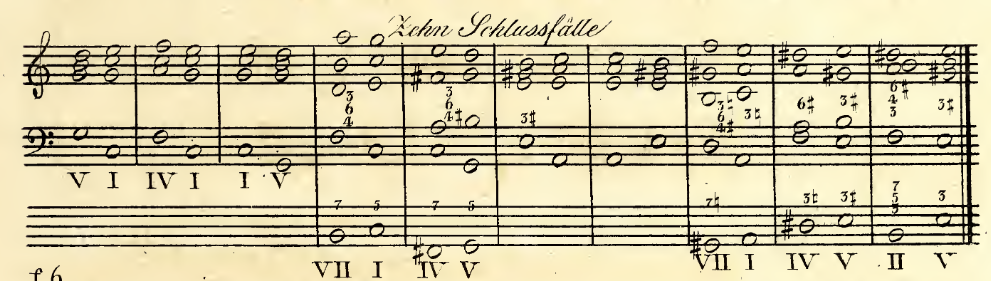 Zehn Schlussfälle
3 3 6♯
6 6 3♮ 6♯ 3♯ 4 3♯
4 4♯ 3♯ 6 3♮ 3
4♯
V I IV I I V
7 5 7 5 7♮ 3♮ 3♯ 7 3
5
3
VII I IV V VII I IV V II V
f.6